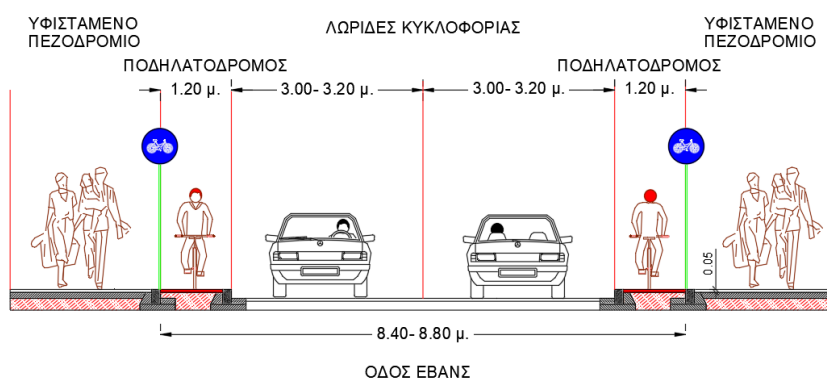 ΥΦΙΣΤΑΜΕΝΟ
ΠΕΖΟΔΡΟΜΙΟ
ΛΩΡΙΔΕΣ ΚΥΚΛΟΦΟΡΙΑΣ
ΥΦΙΣΤΑΜΕΝΟ
ΠΕΖΟΔΡΟΜΙΟ
ΠΟΔΗΛΑΤΟΔΡΟΜΟΣ
ΠΟΔΗΛΑΤΟΔΡΟΜΟΣ
1.20 μ.
3.00- 3.20 μ.
3.00- 3.20 μ.
1.20 μ.
0.05
8.40- 8.80 μ.
ΟΔΟΣ ΕΒΑΝΣ